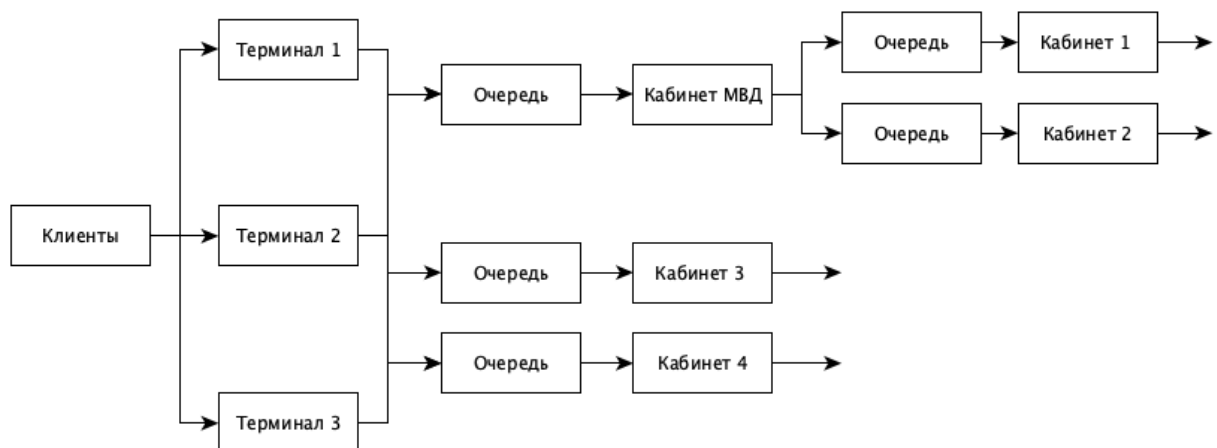 Терминал 1
Очередь
Кабинет 1
Очередь
Кабинет МВД
Очередь
Кабинет 2
Клиенты
Терминал 2
Очередь
Кабинет 3
Очередь
Кабинет 4
Терминал 3